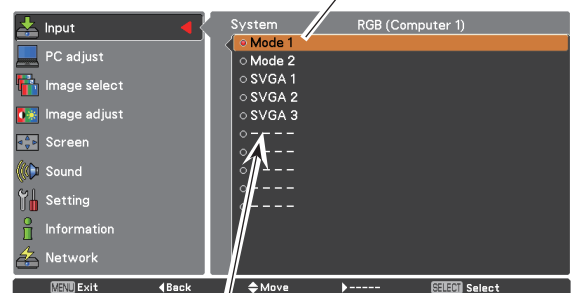 Input
PC adjust
Image select
Image adjust
Screen
Sound
Setting
Information
Network
System RGB (Computer 1)
Mode 1
Mode 2
SVGA 1
SVGA 2
SVGA 3
- - - - -
- - - - -
- - - - -
- - - - -
- - - - -
MENU Exit Back Move ----- SELECT Select